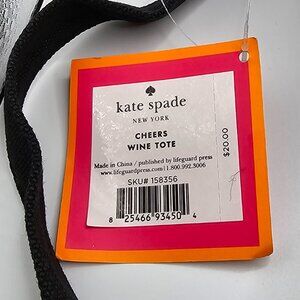 kate spade
NEW YORK
CHEERS
WINE TOTE
$20.00
Made in China / published by lifeguard press
www.lifeguardpress.com | 1.800.992.3006
SKU# 158356
8 25466 93450 4